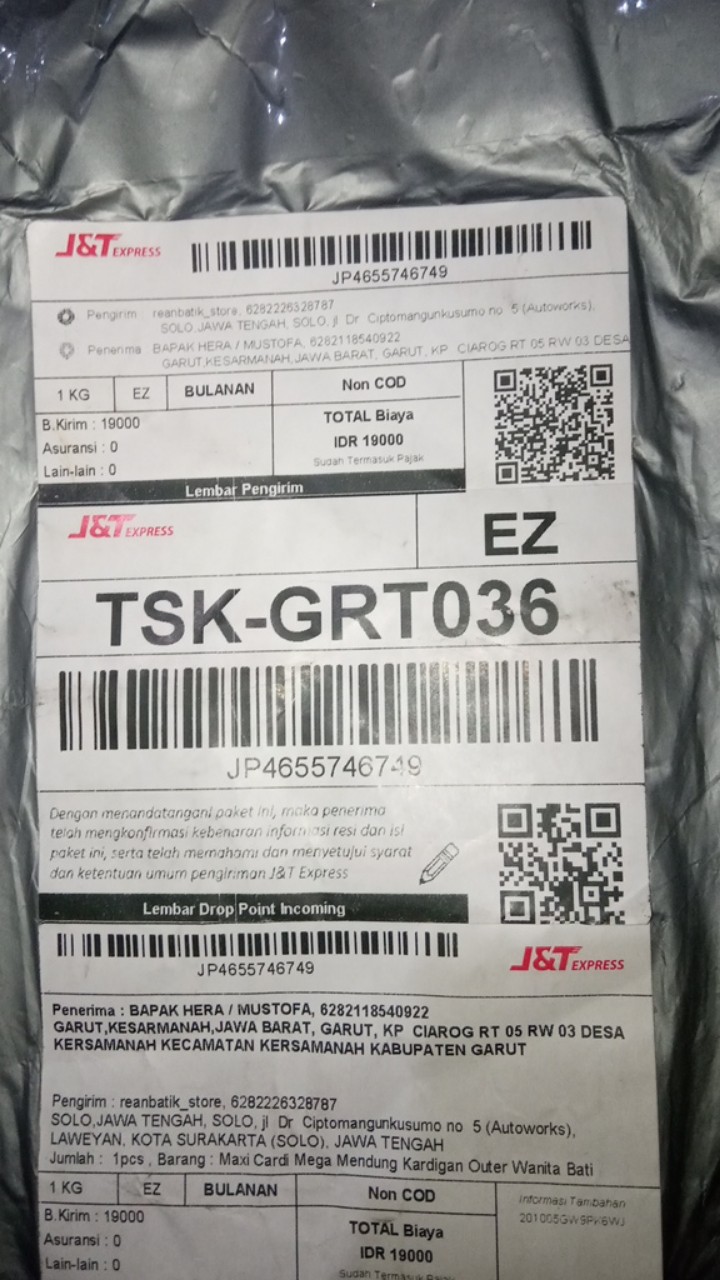 J&T EXPRESS
JP4655746749
Pengirim reanbatik_store, 6282226328787
SOLO,JAWA TENGAH, SOLO, jl Dr Ciptomangunkusumo no 5 (Autoworks),
Penerima BAPAK HERA / MUSTOFA, 6282118540922
GARUT,KESARMANAH,JAWA BARAT, GARUT, KP CIAROG RT 05 RW 03 DESA
1 KG EZ BULANAN Non COD
B.Kirim : 19000
Asuransi : 0
Lain-lain : 0
TOTAL Biaya
IDR 19000
Sudah Termasuk Pajak
Lembar Pengirim
J&T EXPRESS
EZ
TSK-GRT036
JP4655746749
Dengan menandatangani paket ini, maka penerima
telah mengkonfirmasi kebenaran informasi resi dan isi
paket ini, serta telah memahami dan menyetujui syarat
dan ketentuan umum pengiriman J&T Express
Lembar Drop Point Incoming
JP4655746749
J&T EXPRESS
Penerima : BAPAK HERA / MUSTOFA, 6282118540922
GARUT,KESARMANAH,JAWA BARAT, GARUT, KP CIAROG RT 05 RW 03 DESA
KERSAMANAH KECAMATAN KERSAMANAH KABUPATEN GARUT
Pengirim : reanbatik_store, 6282226328787
SOLO,JAWA TENGAH, SOLO, jl Dr Ciptomangunkusumo no 5 (Autoworks),
LAWEYAN, KOTA SURAKARTA (SOLO), JAWA TENGAH
Jumlah : 1pcs , Barang : Maxi Cardi Mega Mendung Kardigan Outer Wanita Bati
1 KG EZ BULANAN Non COD
B.Kirim : 19000
Asuransi : 0
Lain-lain : 0
TOTAL Biaya
IDR 19000
Sudah Termasuk
Informasi Tambahan
201005GW9PK6WJ